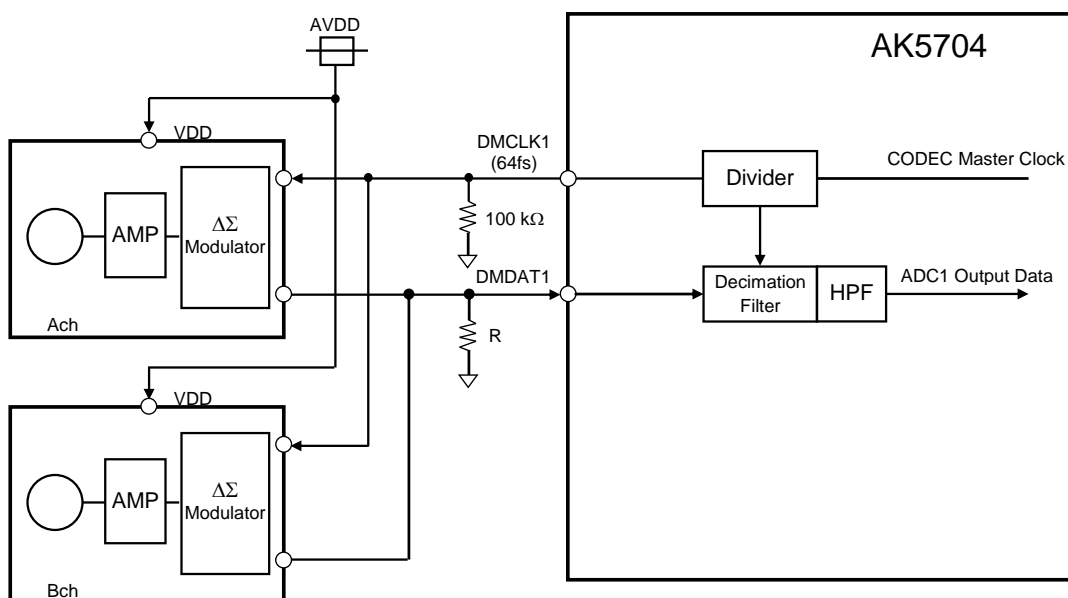 AVDD
AK5704
VDD
DMCLK1
(64fs)
CODEC Master Clock
Divider
AMP
ΔΣ
Modulator
100 kΩ
DMDAT1
Decimation
Filter
HPF
ADC1 Output Data
Ach
R
VDD
AMP
ΔΣ
Modulator
Bch